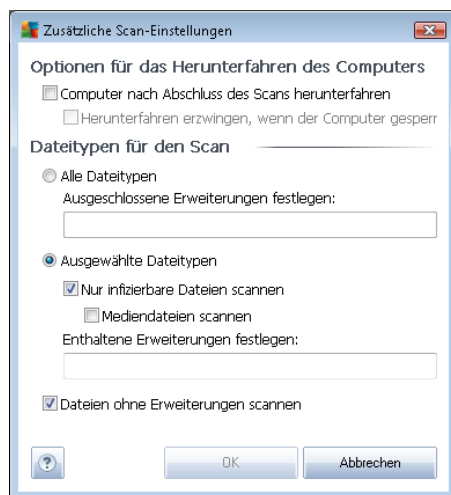 Zusätzliche Scan-Einstellungen
Optionen für das Herunterfahren des Computers
Computer nach Abschluss des Scans herunterfahren
Herunterfahren erzwingen, wenn der Computer gesperr
Dateitypen für den Scan
Alle Dateitypen
Ausgeschlossene Erweiterungen festlegen:
Ausgewählte Dateitypen
Nur infizierbare Dateien scannen
Mediendateien scannen
Enthaltene Erweiterungen festlegen:
Dateien ohne Erweiterungen scannen
?
OK
Abbrechen